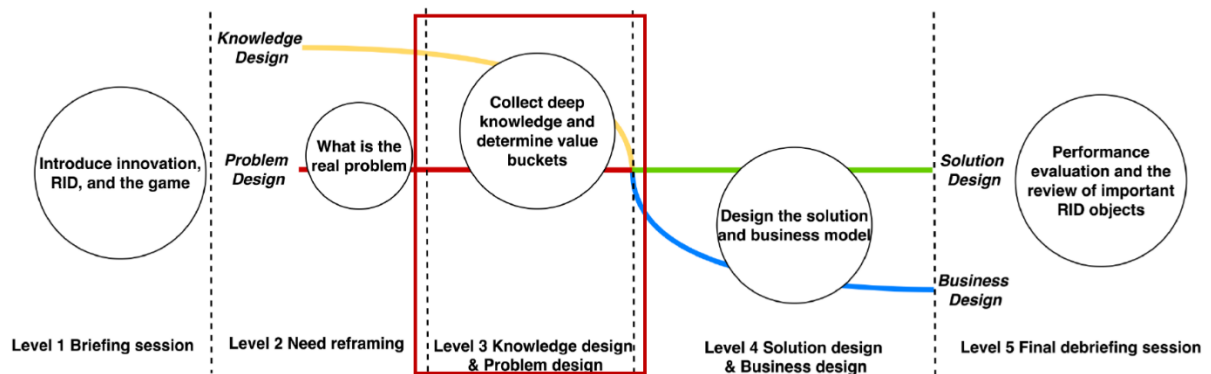 Knowledge
Design
Introduce innovation,
RID, and the game
Problem
Design
What is the
real problem
Collect deep
knowledge and
determine value
buckets
Design the solution
and business model
Solution
Design
Business
Design
Performance
evaluation and the
review of important
RID objects
Level 1 Briefing session
Level 2 Need reframing
Level 3 Knowledge design
& Problem design
Level 4 Solution design
& Business design
Level 5 Final debriefing session